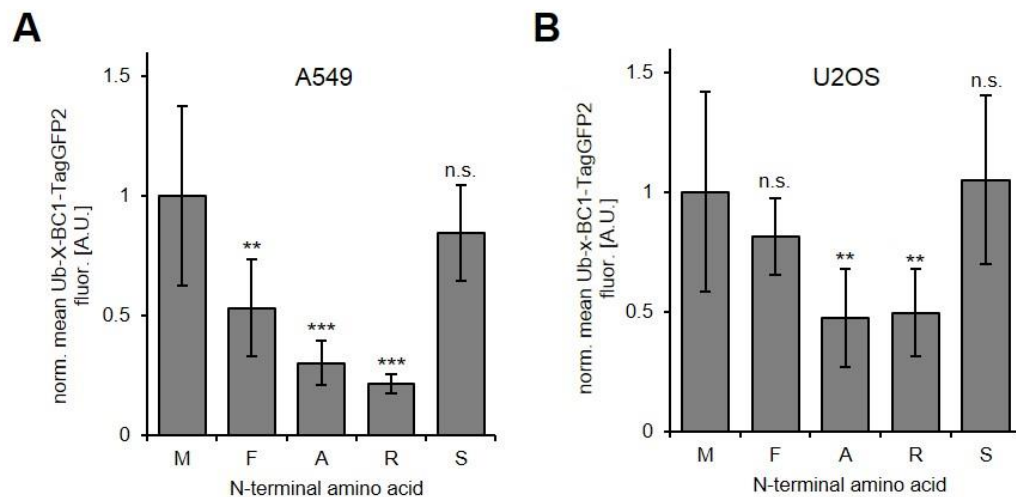 A
B
A549
U2OS
norm. mean Ub-X-BC1-TagGFP2
fluor. [A.U.]
1.5
1
0.5
0
**
***
***
n.s.
M F A R S
N-terminal amino acid
norm. mean Ub-X-BC1-TagGFP2
fluor. [A.U.]
1.5
1
0.5
0
n.s.
**
**
n.s.
M F A R S
N-terminal amino acid